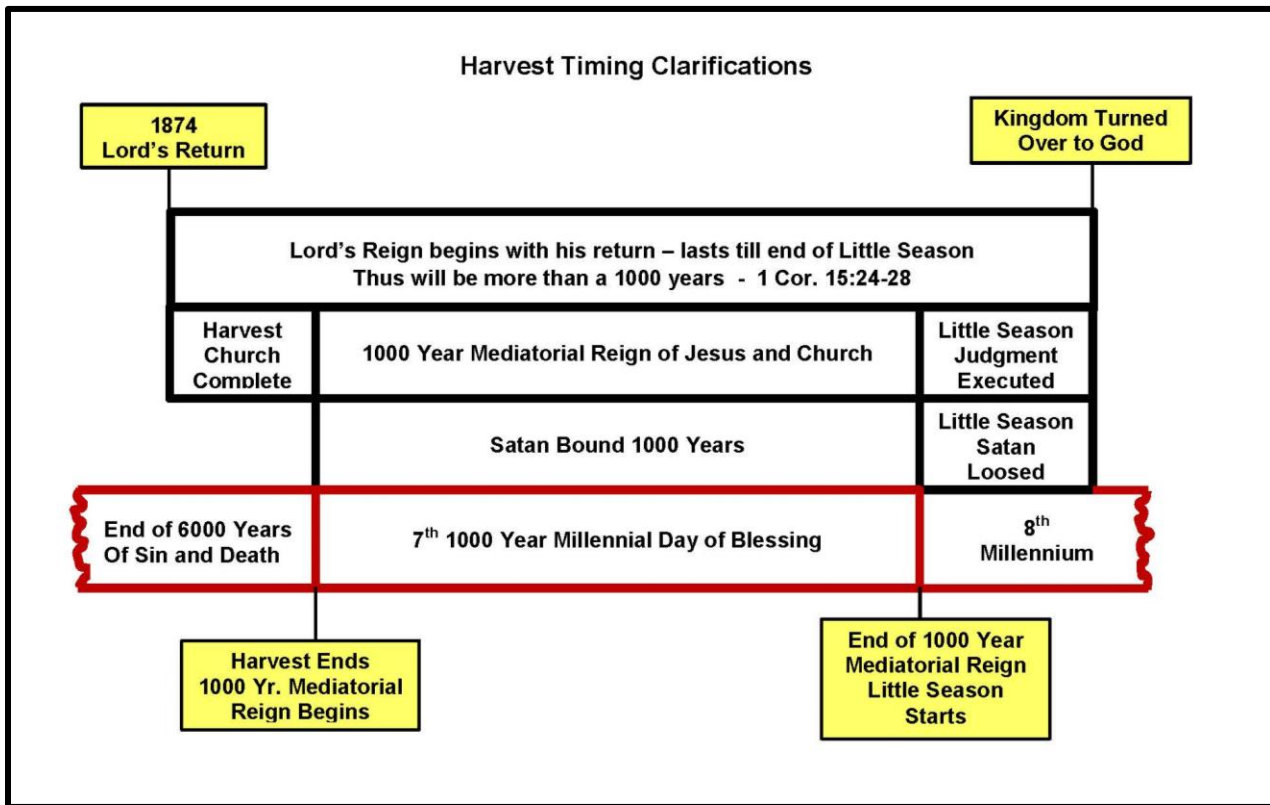 Harvest Timing Clarifications
1874
Lord's Return
Kingdom Turned
Over to God
Lord's Reign begins with his return – lasts till end of Little Season
Thus will be more than a 1000 years - 1 Cor. 15:24-28
Harvest
Church
Complete
1000 Year Mediatorial Reign of Jesus and Church
Little Season
Judgment
Executed
Satan Bound 1000 Years
Little Season
Satan
Loosed
End of 6000 Years
Of Sin and Death
7th 1000 Year Millennial Day of Blessing
8th
Millennium
Harvest Ends
1000 Yr. Mediatorial
Reign Begins
End of 1000 Year
Mediatorial Reign
Little Season
Starts